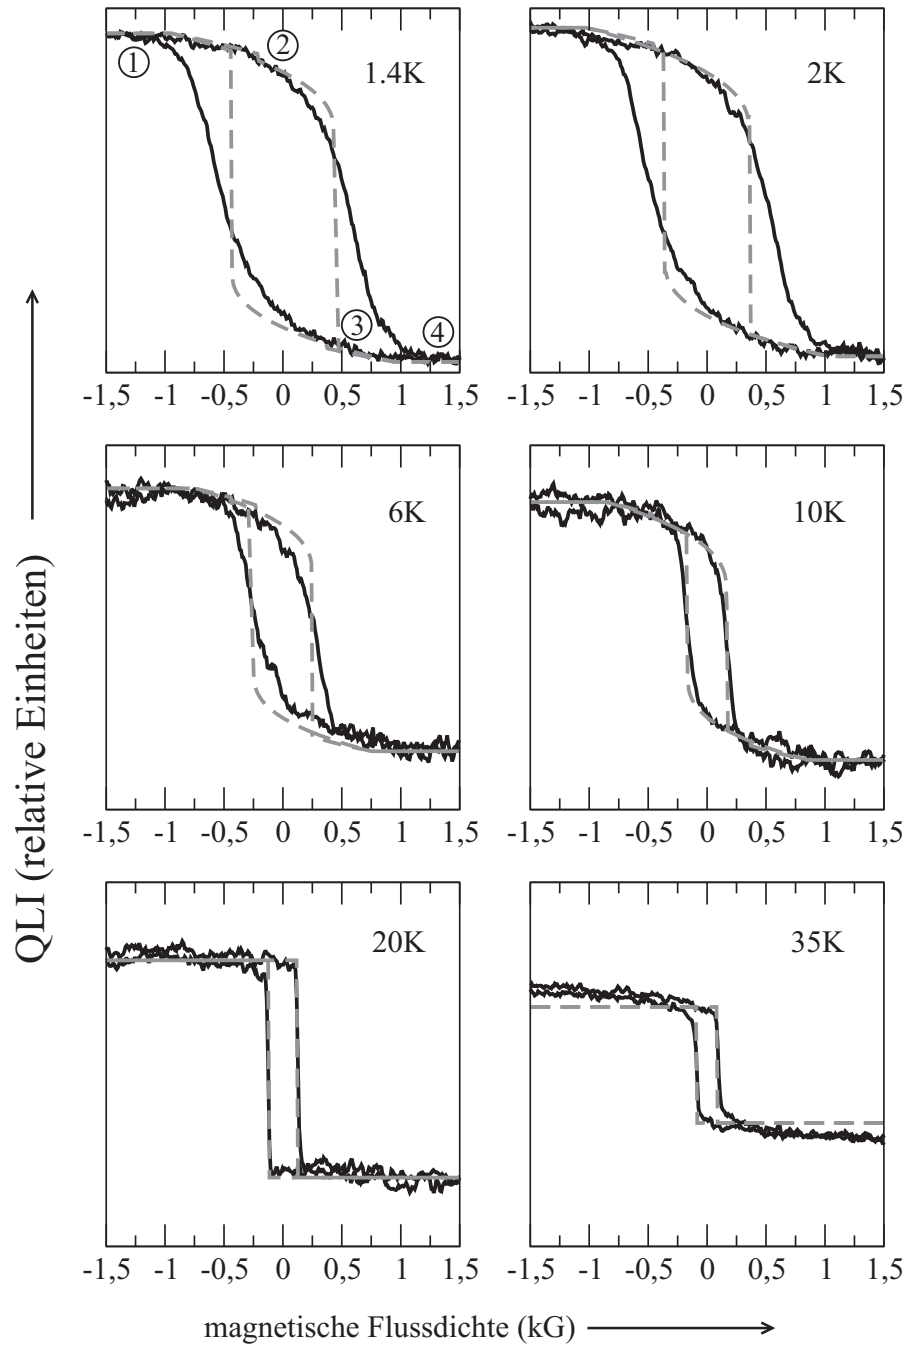 ① ② 1.4K
③ ④
-1,5 -1 -0,5 0 0,5 1 1,5
2K
-1,5 -1 -0,5 0 0,5 1 1,5
6K
-1,5 -1 -0,5 0 0,5 1 1,5
10K
-1,5 -1 -0,5 0 0,5 1 1,5
20K
-1,5 -1 -0,5 0 0,5 1 1,5
35K
-1,5 -1 -0,5 0 0,5 1 1,5
QLI (relative Einheiten)
magnetische Flussdichte (kG)